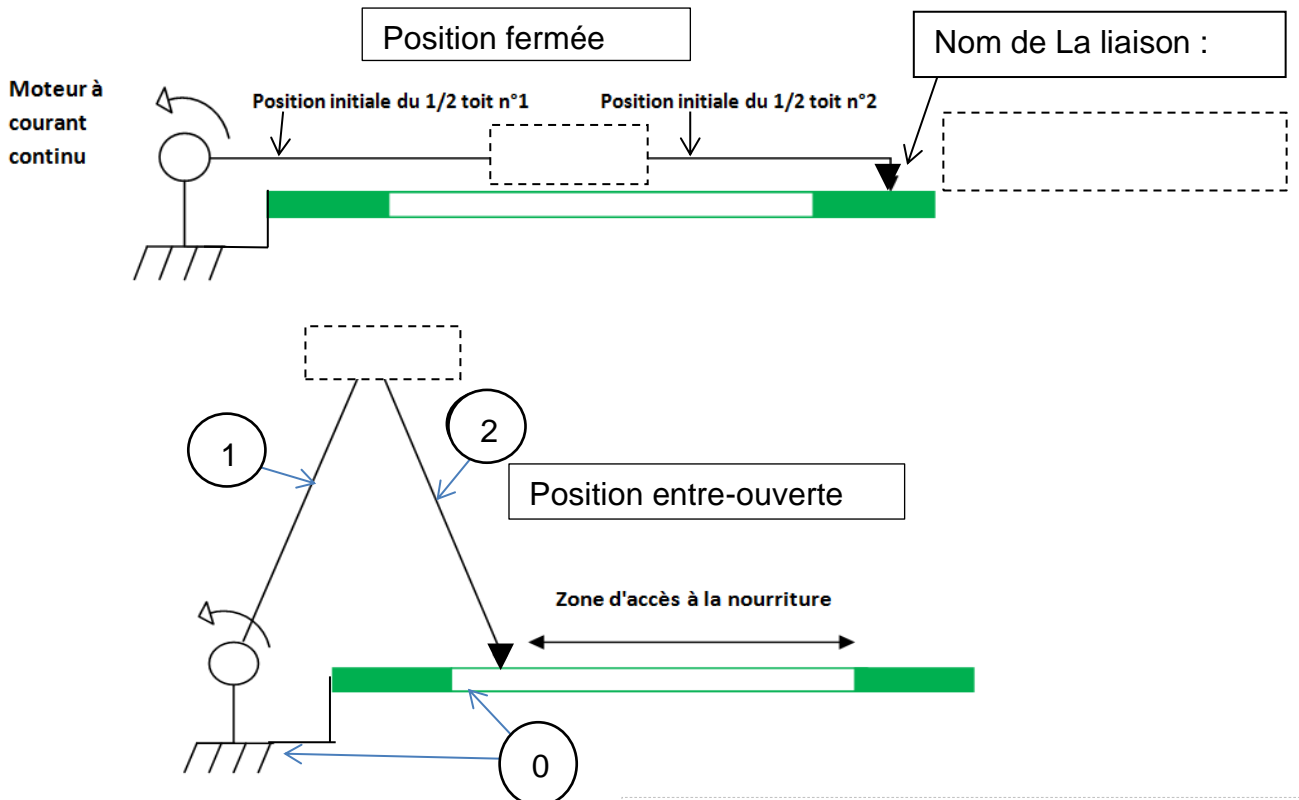 Position fermée
Nom de La liaison :
Moteur à
courant
continu
Position initiale du 1/2 toit n°1
Position initiale du 1/2 toit n°2
1
2
Position entre-ouverte
Zone d'accès à la nourriture
0